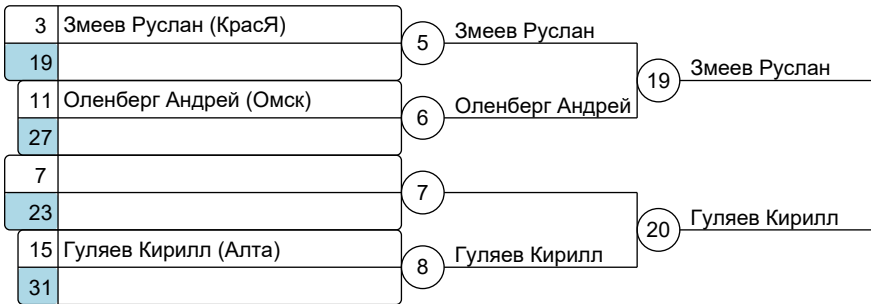 3 Змеев Руслан (КрасЯ)
5 Змеев Руслан
19
19 Змеев Руслан
11 Оленберг Андрей (Омск)
6 Оленберг Андрей
27
7
7
23
20 Гуляев Кирилл
15 Гуляев Кирилл (Алта)
8 Гуляев Кирилл
31